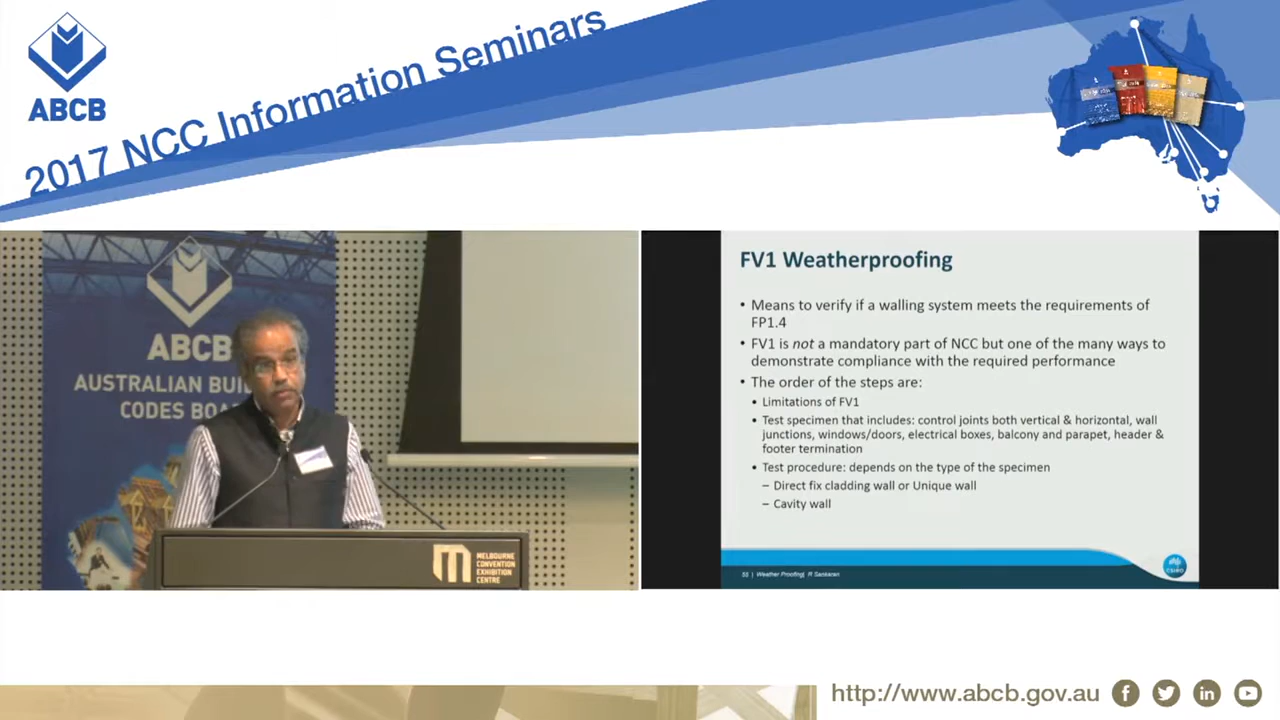 ABCB
2017 NCC Information Seminars
ABCB
AUSTRALIAN BUIL
CODES BOA
MELBOURNE
CONVENTION
EXHIBITION
CENTRE
FV1 Weatherproofing
• Means to verify if a walling system meets the requirements of
FP1.4
• FV1 is not a mandatory part of NCC but one of the many ways to
demonstrate compliance with the required performance
• The order of the steps are:
• Limitations of FV1
• Test specimen that includes: control joints both vertical & horizontal, wall
junctions, windows/doors, electrical boxes, balcony and parapet, header &
footer termination
• Test procedure: depends on the type of the specimen
– Direct fix cladding wall or Unique wall
– Cavity wall
53 | Weather Proofing| R Sankaran
CSIRO
http://www.abcb.gov.au